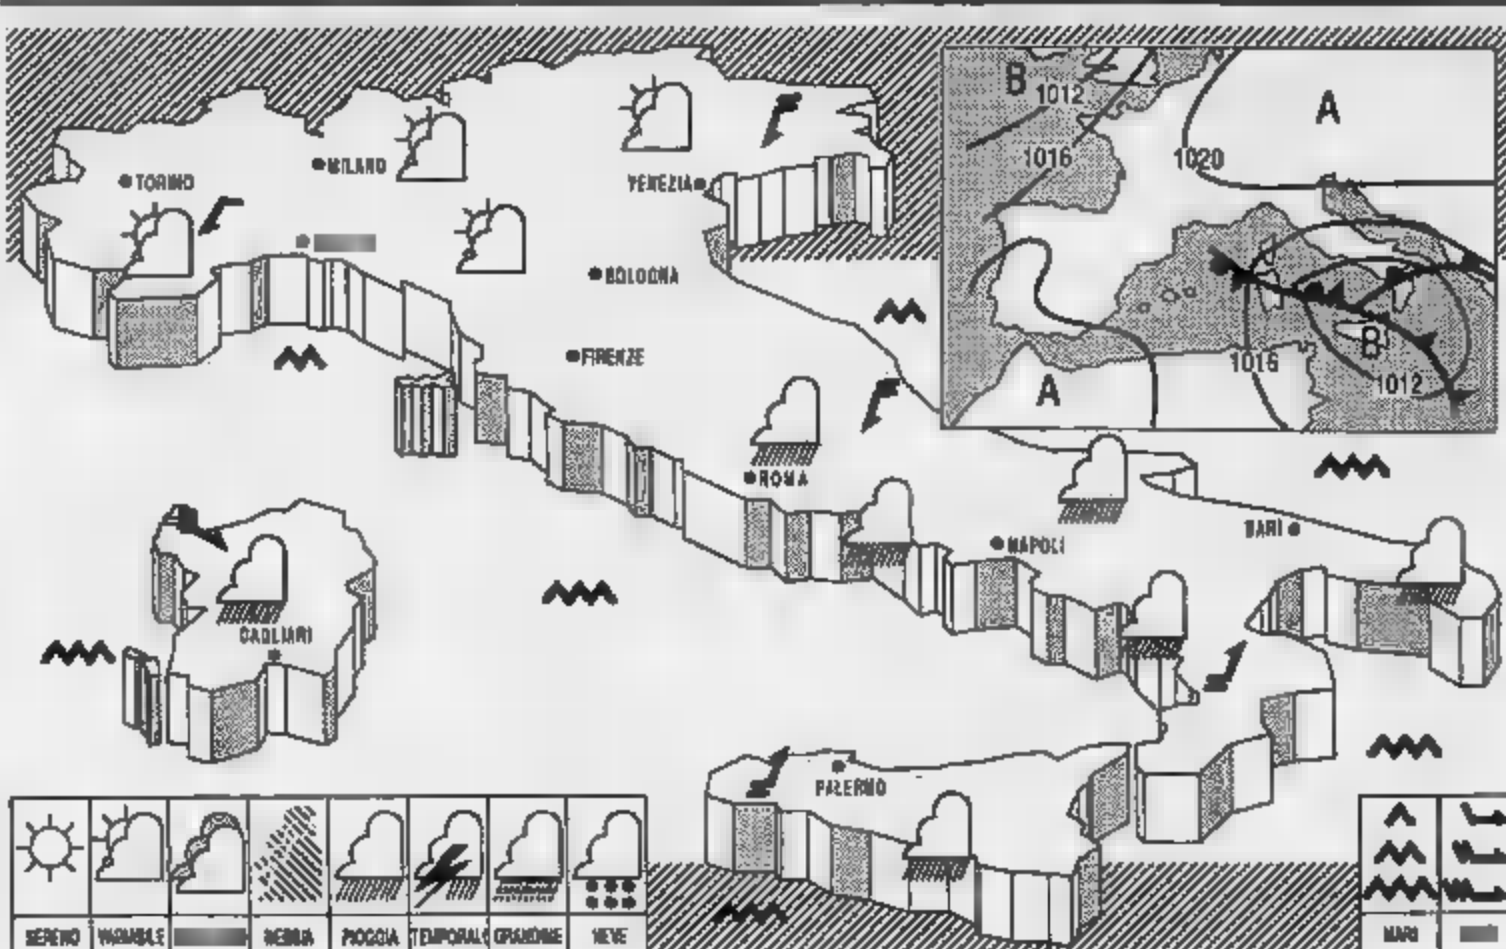 B
1012
A
1016
1020
MILANO
TORINO
VENEZIA
BOLOGNA
FIRENZE
1016
B
1012
A
ROMA
NAPOLI
BARI
CAGLIARI
PALERMO
SERENO VARIABILE NEBBIA PIOGGIA TEMPORALE GRANDINE NEVE MARI